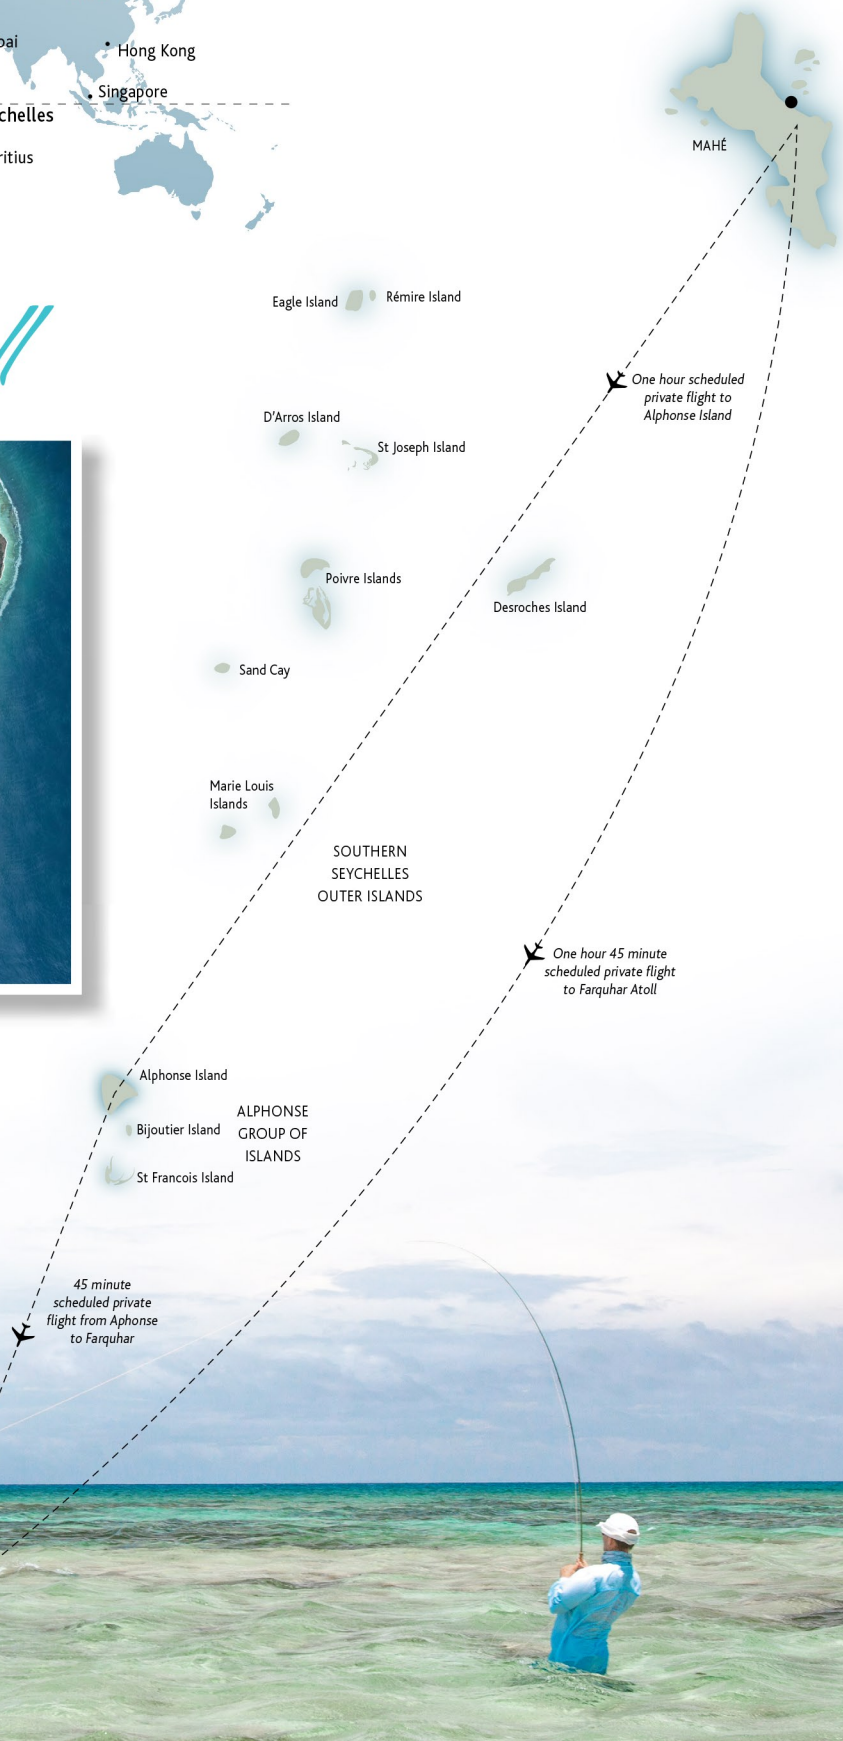 bai
Hong Kong
Singapore
chelles
ritius
MAHÉ
Eagle Island
Rémire Island
One hour scheduled
private flight to
Alphonse Island
D'Arros Island
St Joseph Island
Poivre Islands
Desroches Island
Sand Cay
Marie Louis
Islands
SOUTHERN
SEYCHELLES
OUTER ISLANDS
One hour 45 minute
scheduled private flight
to Farquhar Atoll
Alphonse Island
ALPHONSE
GROUP OF
ISLANDS
Bijoutier Island
St Francois Island
45 minute
scheduled private
flight from Aphonse
to Farquhar